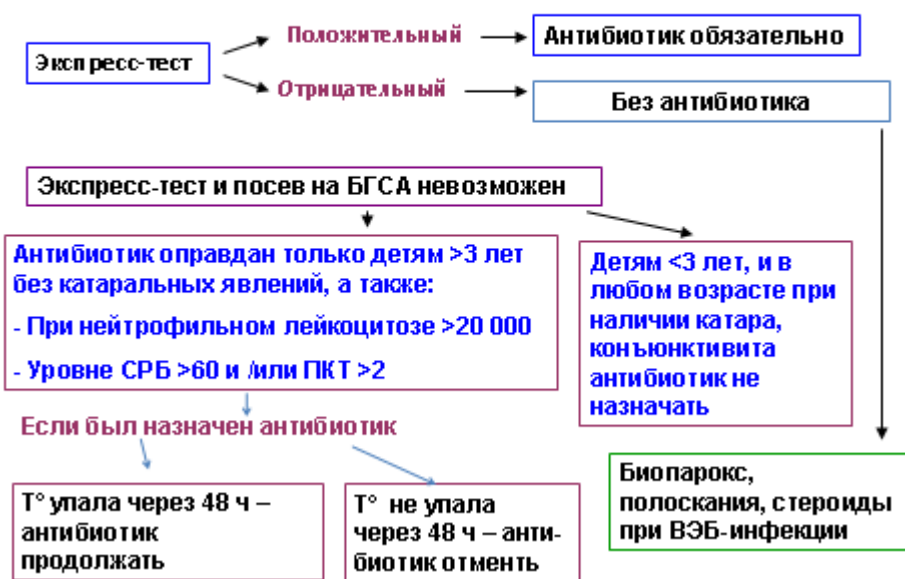 Экспресс-тест
Положительный
Антибиотик обязательно
Отрицательный
Без антибиотика
Экспресс-тест и посев на БГСА невозможен
Антибиотик оправдан только детям >3 лет
без катаральных явлений, а также:
- При нейтрофильном лейкоцитозе >20 000
- Уровне СРБ >60 и /или ПКТ >2
Детям <3 лет, и в
любом возрасте при
наличии катара,
конъюнктивита
антибиотик не
назначать
Если был назначен антибиотик
Т° упала через 48 ч –
антибиотик
продолжать
Т° не упала
через 48 ч – анти-
биотик отменть
Биопарокс,
полоскания, стероиды
при ВЭБ-инфекции